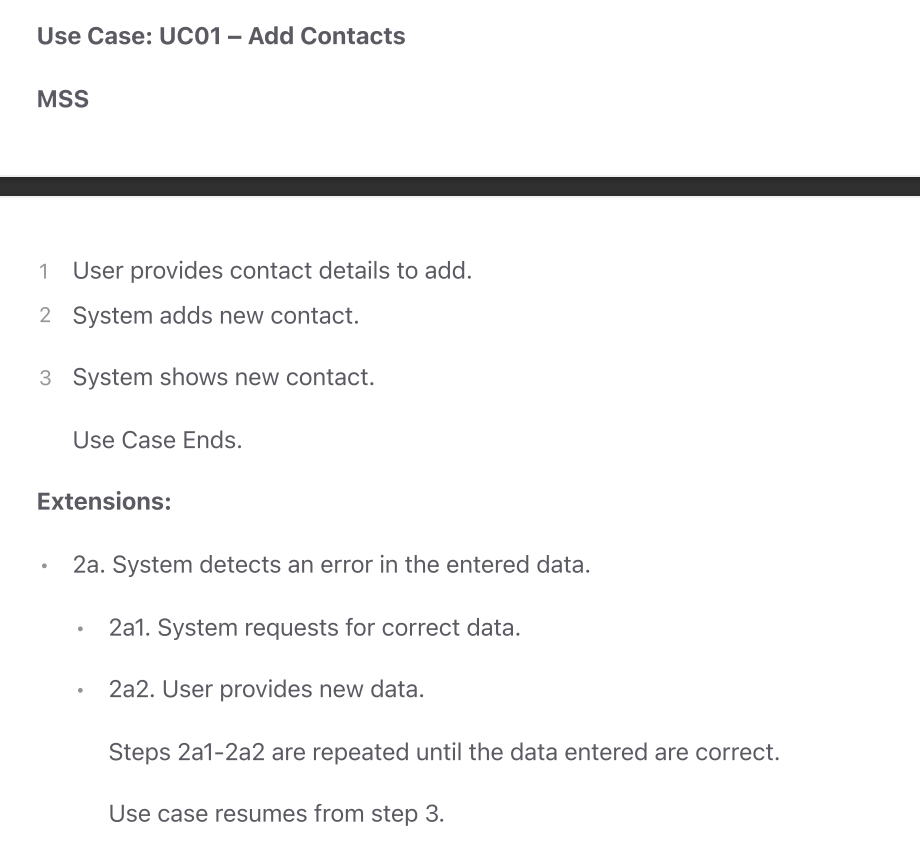 Use Case: UC01 – Add Contacts
MSS
1 User provides contact details to add.
2 System adds new contact.
3 System shows new contact.
Use Case Ends.
Extensions:
• 2a. System detects an error in the entered data.
• 2a1. System requests for correct data.
• 2a2. User provides new data.
Steps 2a1-2a2 are repeated until the data entered are correct.
Use case resumes from step 3.